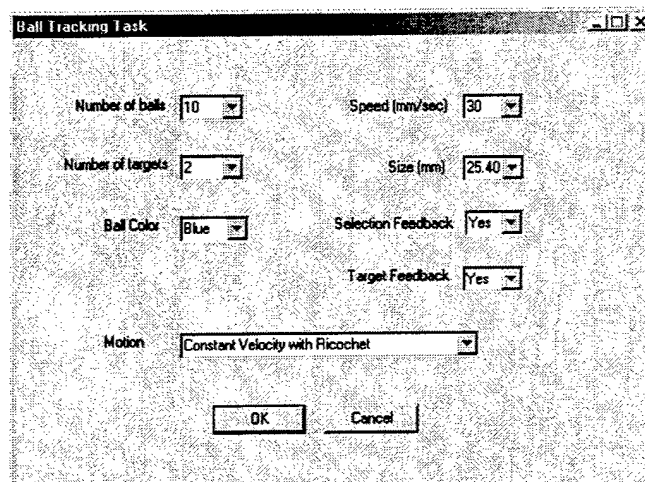 Ball Tracking Task
Number of balls 10 Speed (mm/sec) 30
Number of targets 2 Size (mm) 25.40
Ball Color Blue Selection Feedback Yes
Target Feedback Yes
Motion Constant Velocity with Ricochet
OK Cancel